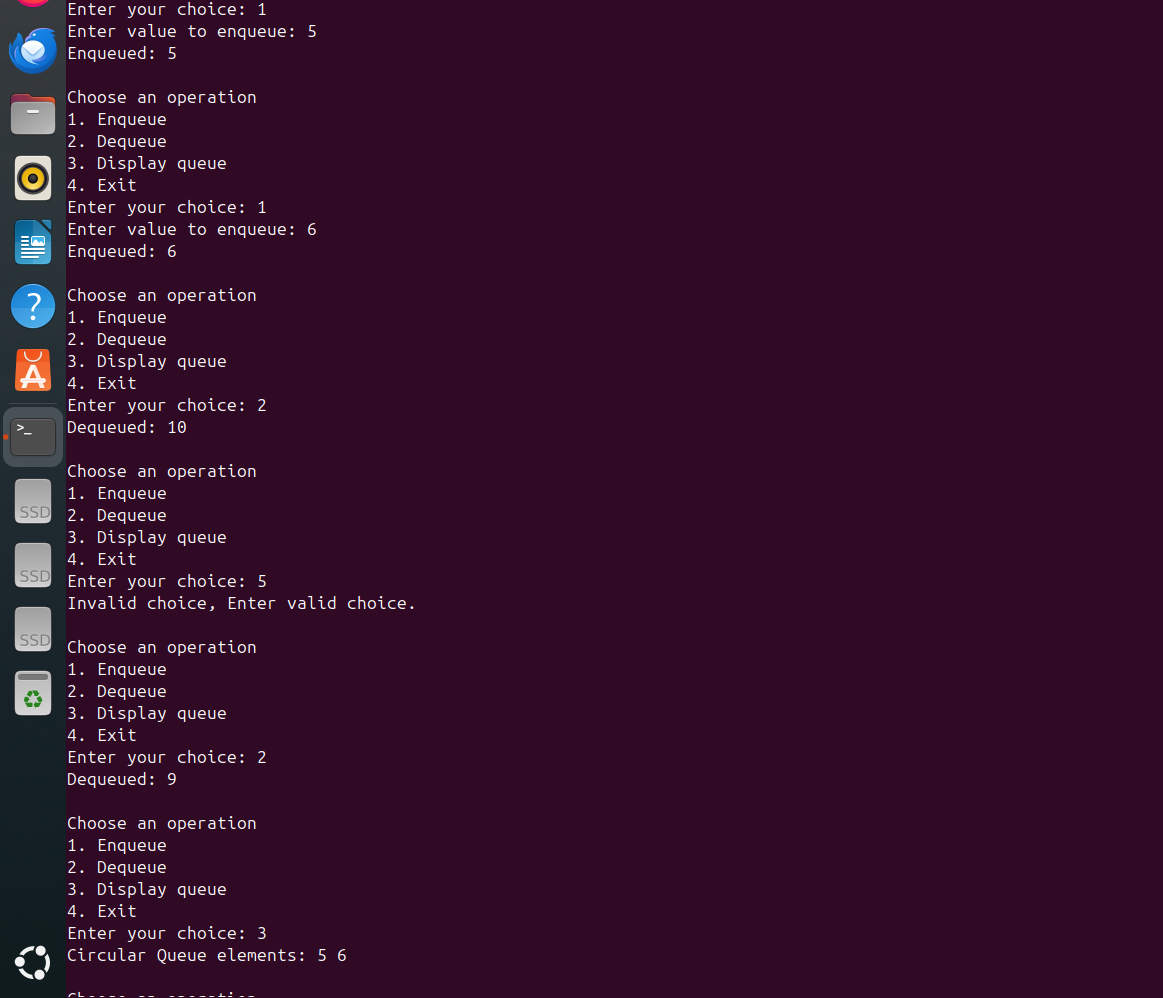 Enter your choice: 1
Enter value to enqueue: 5
Enqueued: 5
Choose an operation
1. Enqueue
2. Dequeue
3. Display queue
4. Exit
Enter your choice: 1
Enter value to enqueue: 6
Enqueued: 6
Choose an operation
1. Enqueue
2. Dequeue
3. Display queue
4. Exit
Enter your choice: 2
Dequeued: 10
Choose an operation
1. Enqueue
2. Dequeue
3. Display queue
4. Exit
Enter your choice: 5
Invalid choice, Enter valid choice.
Choose an operation
1. Enqueue
2. Dequeue
3. Display queue
4. Exit
Enter your choice: 2
Dequeued: 9
Choose an operation
1. Enqueue
2. Dequeue
3. Display queue
4. Exit
Enter your choice: 3
Circular Queue elements: 5 6
Choose an operation
?
A
>_
SSD
SSD
SSD